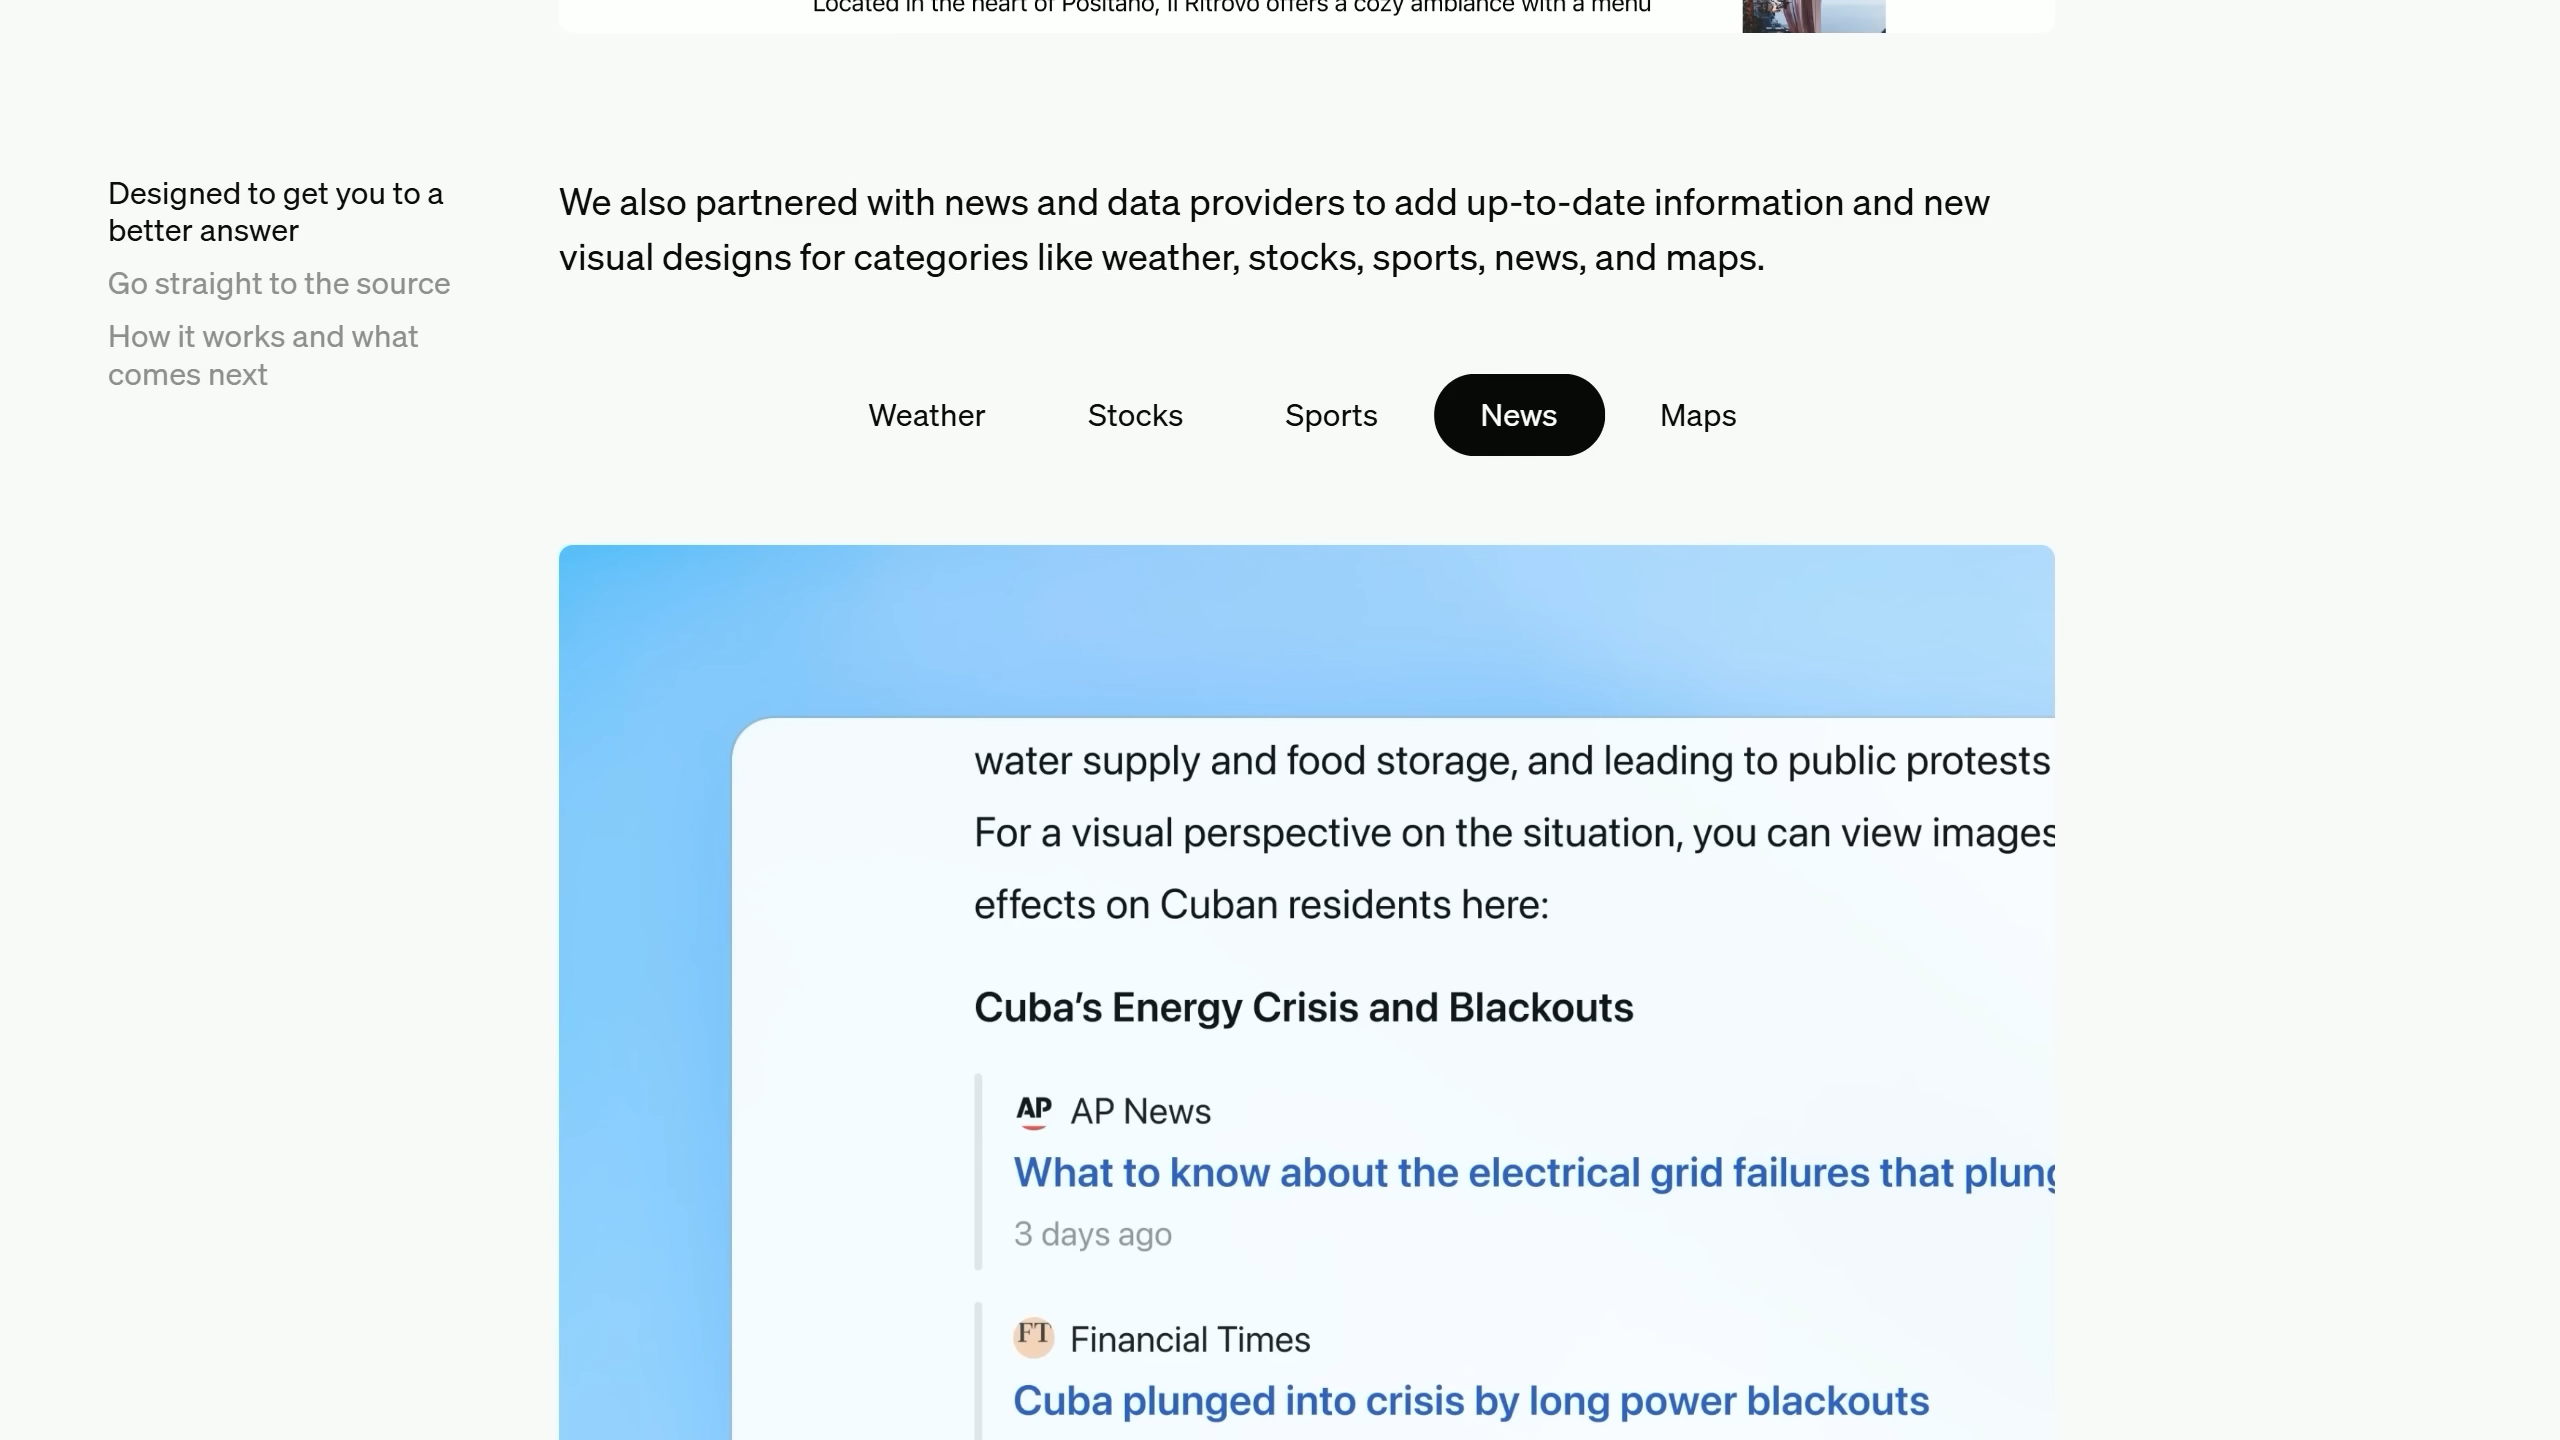 Located in the heart of Positano, Il Ritrovo offers a cozy ambiance with a menu
Designed to get you to a
better answer
Go straight to the source
How it works and what
comes next
We also partnered with news and data providers to add up-to-date information and new
visual designs for categories like weather, stocks, sports, news, and maps.
Weather Stocks Sports News Maps
water supply and food storage, and leading to public protests
For a visual perspective on the situation, you can view images
effects on Cuban residents here:
Cuba’s Energy Crisis and Blackouts
AP AP News
What to know about the electrical grid failures that plung
3 days ago
FT Financial Times
Cuba plunged into crisis by long power blackouts